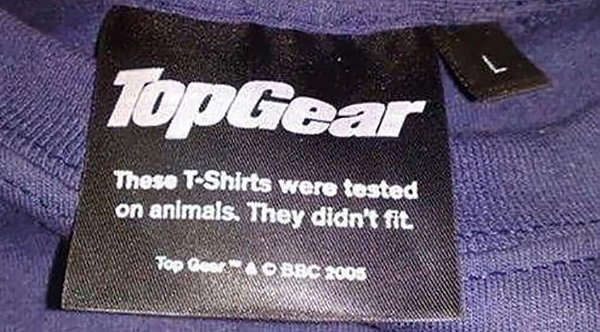 TopGear
L
These T-Shirts were tested
on animals. They didn't fit.
Top Gear™ & © BBC 2005